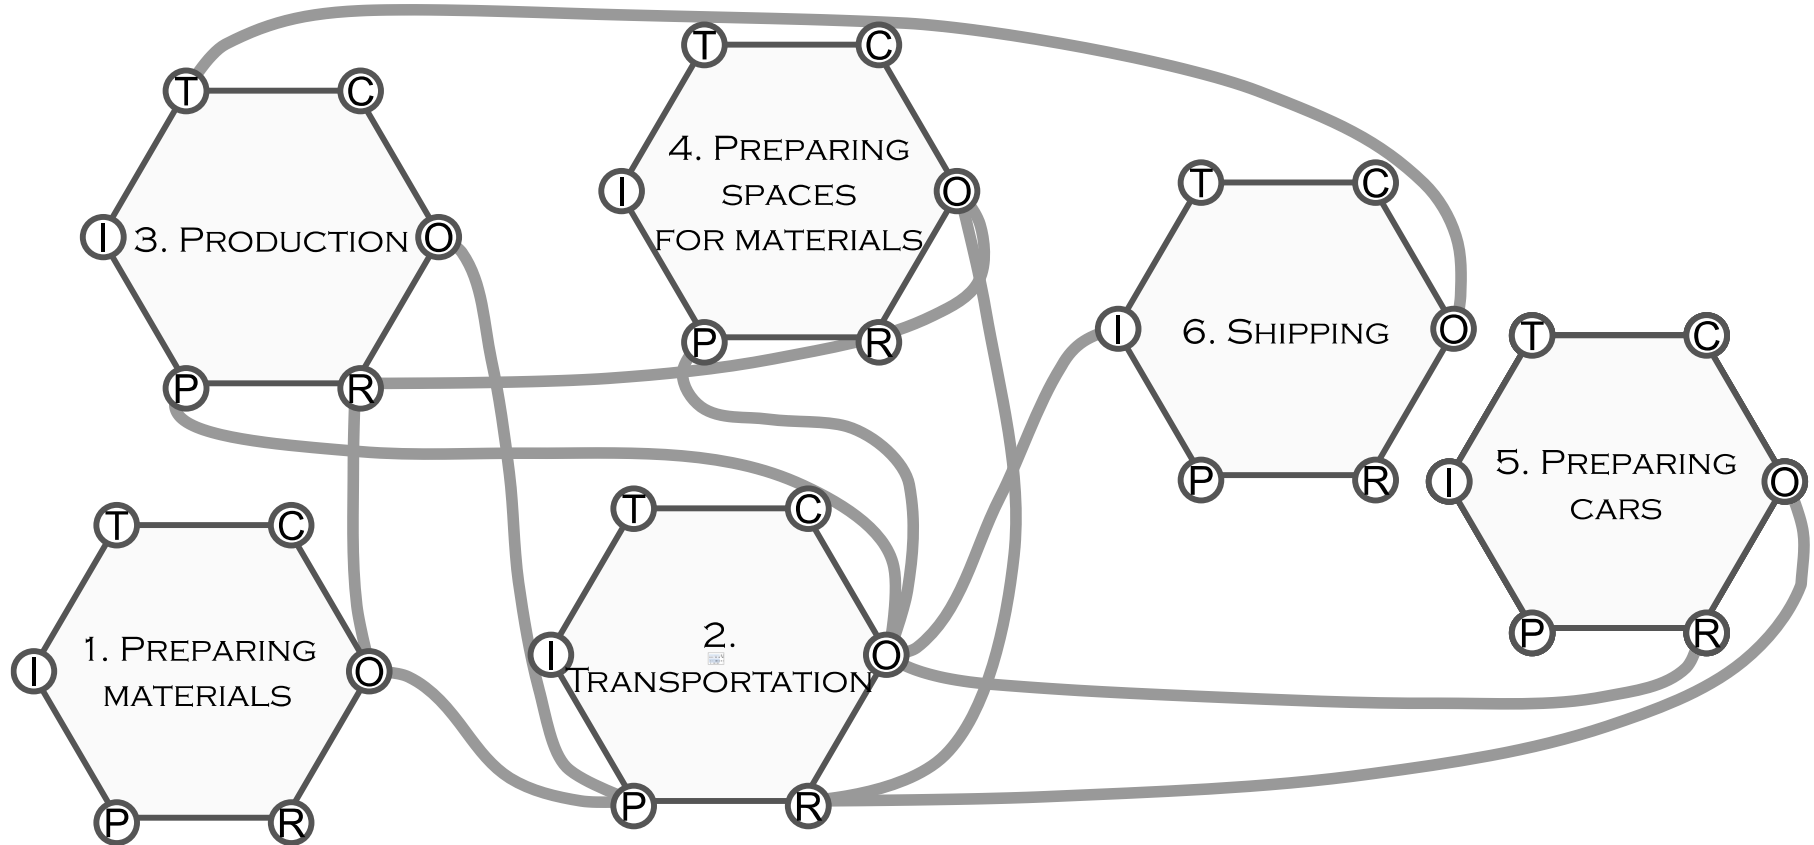 T C
T C
3. PRODUCTION
I O
P R
4. PREPARING
SPACES
FOR MATERIALS
I O
P R
T C
6. SHIPPING
I O
P R
T C
5. PREPARING
CARS
I O
P R
T C
1. PREPARING
MATERIALS
I O
P R
T C
2.
TRANSPORTATION
I O
P R